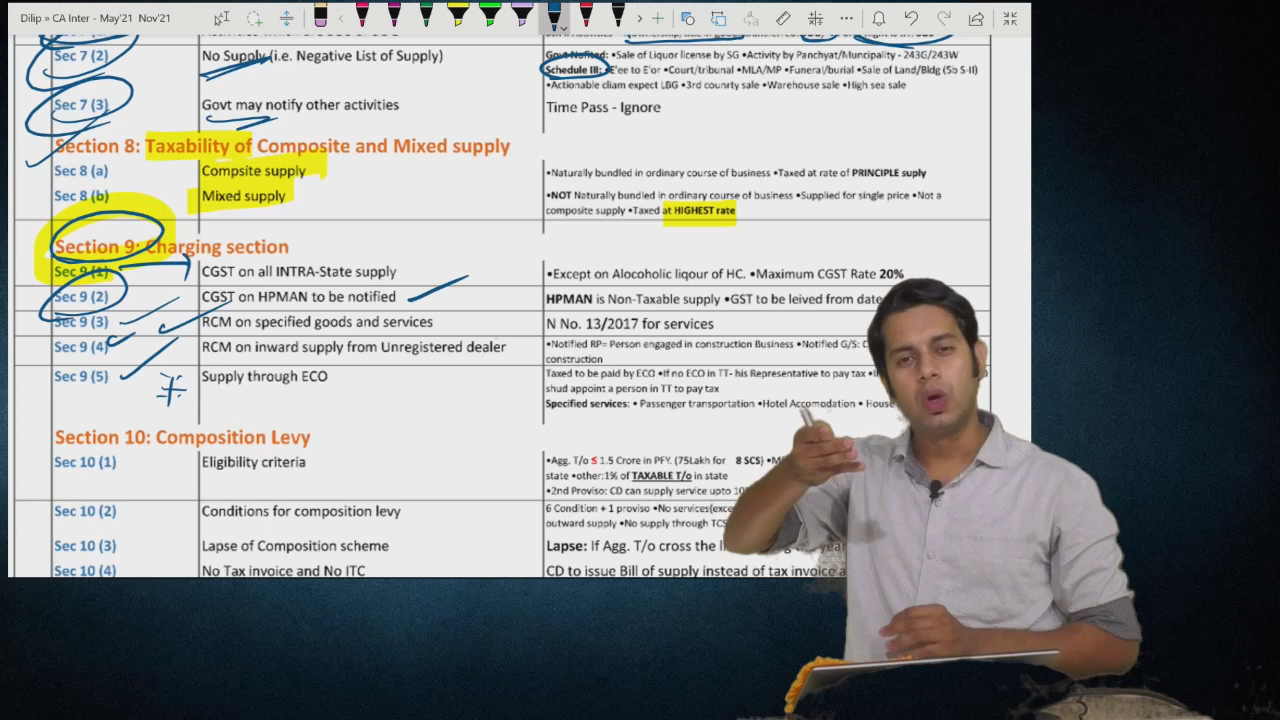 Dilip » CA Inter - May'21 Nov'21
Sec 7 (2) No Supply (i.e. Negative List of Supply) Govt Nofited: •Sale of Liquor license by SG •Activity by Panchyat/Muncipality - 243G/243W
Schedule III: •E'ee to E'or •Court/tribunal •MLA/MP •Funeral/burial •Sale of Land/Bldg (5b S-II)
•Actionable cliam expect LBG •3rd counrty sale •Warehouse sale •High sea sale
Sec 7 (3) Govt may notify other activities Time Pass - Ignore
Section 8: Taxability of Composite and Mixed supply
Sec 8 (a) Compsite supply •Naturally bundled in ordinary course of business •Taxed at rate of PRINCIPLE suply
Sec 8 (b) Mixed supply •NOT Naturally bundled in ordinary course of business •Supplied for single price •Not a
composite supply •Taxed at HIGHEST rate
Section 9: Charging section
Sec 9 (1) CGST on all INTRA-State supply •Except on Alocoholic liqour of HC. •Maximum CGST Rate 20%
Sec 9 (2) CGST on HPMAN to be notified HPMAN is Non-Taxable supply •GST to be leived from date
Sec 9 (3) RCM on specified goods and services N No. 13/2017 for services
Sec 9 (4) RCM on inward supply from Unregistered dealer •Notified RP= Person engaged in construction Business •Notified G/S:
construction
Sec 9 (5) Supply through ECO Taxed to be paid by ECO •If no ECO in TT- his Representative to pay tax
shud appoint a person in TT to pay tax
Specified services: • Passenger transportation •Hotel Accomodation • House
Section 10: Composition Levy
Sec 10 (1) Eligibility criteria •Agg. T/o ≤ 1.5 Crore in PFY. (75Lakh for 8 SCS)
state •other:1% of TAXABLE T/o in state
•2nd Proviso: CD can supply service upto
Sec 10 (2) Conditions for composition levy 6 Condition + 1 proviso •No
outward supply •No supply through TCS
Sec 10 (3) Lapse of Composition scheme Lapse: If Agg. T/o cross the
Sec 10 (4) No Tax invoice and No ITC CD to issue Bill of supply instead of tax invoice